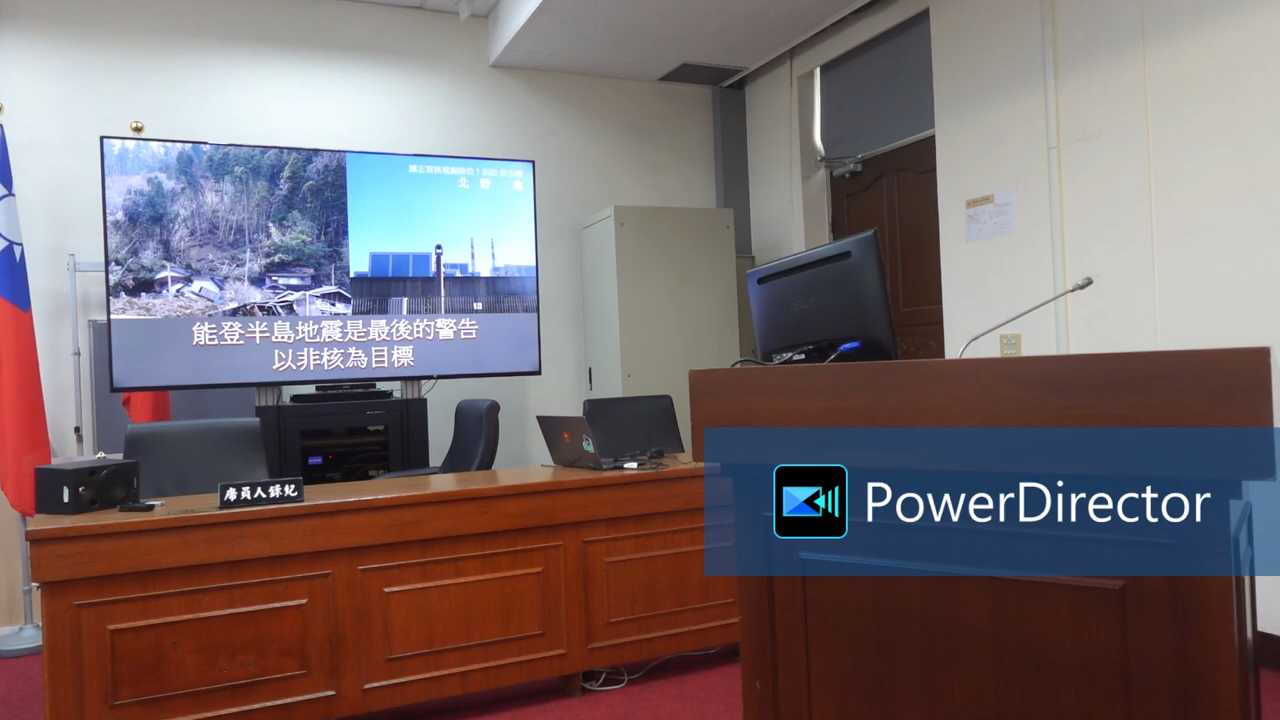 北野
能登半島地震是最後的警告
以非核為目標
席員人錄紀
ASUS
PowerDirector